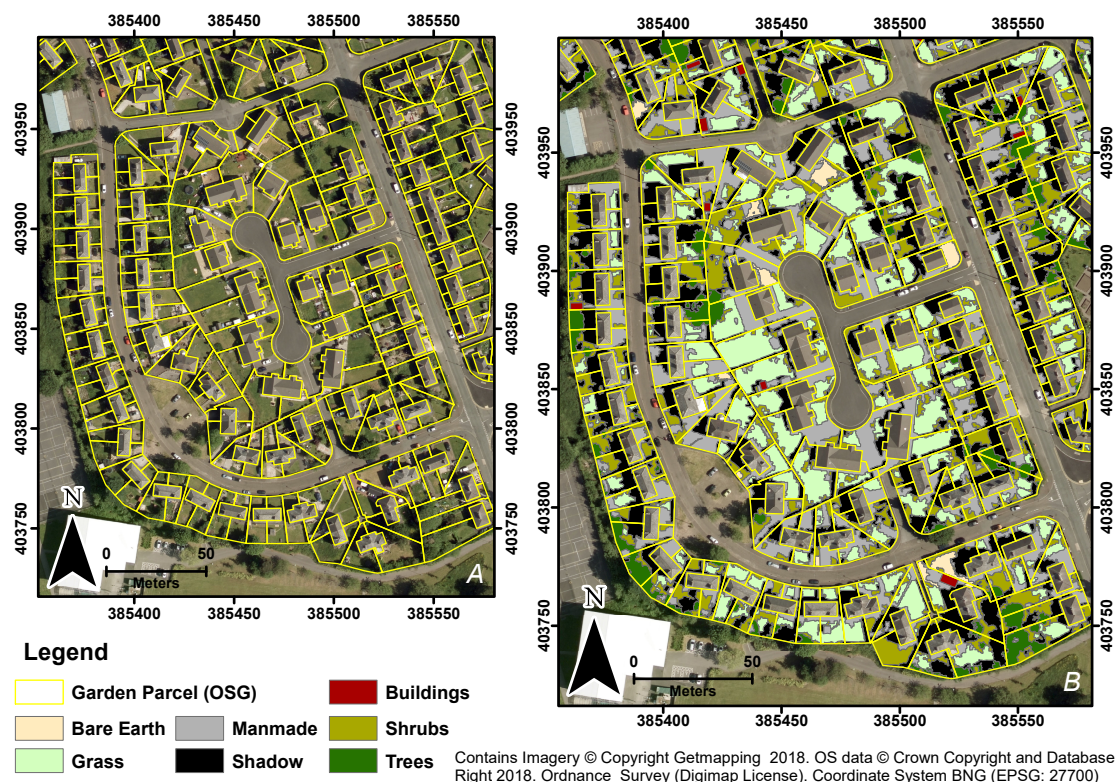 385400 385450 385500 385550
385400 385450 385500 385550
403950
403900
403850
403800
403750
403950
403900
403850
403800
403750
N
0 50
Meters
A
385400 385450 385500 385550
403950
403900
403850
403800
403750
403950
403900
403850
403800
403750
N
0 50
Meters
B
385400 385450 385500 385550
Legend
Garden Parcel (OSG) Buildings
Bare Earth Manmade Shrubs
Grass Shadow Trees
Contains Imagery © Copyright Getmapping 2018. OS data © Crown Copyright and Database
Right 2018. Ordnance Survey (Digimap License). Coordinate System BNG (EPSG: 27700)